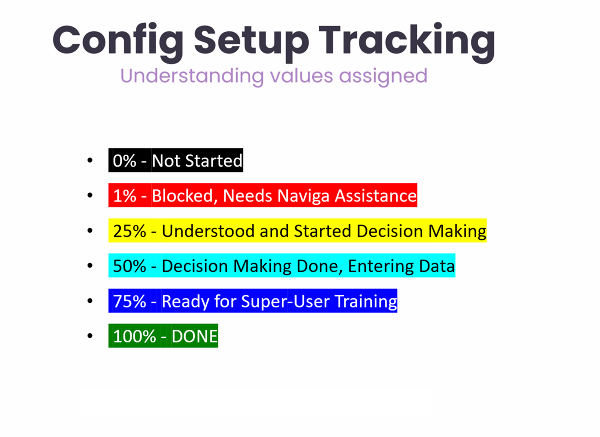 Config Setup Tracking
Understanding values assigned
• 0% - Not Started
• 1% - Blocked, Needs Naviga Assistance
• 25% - Understood and Started Decision Making
• 50% - Decision Making Done, Entering Data
• 75% - Ready for Super-User Training
• 100% - DONE